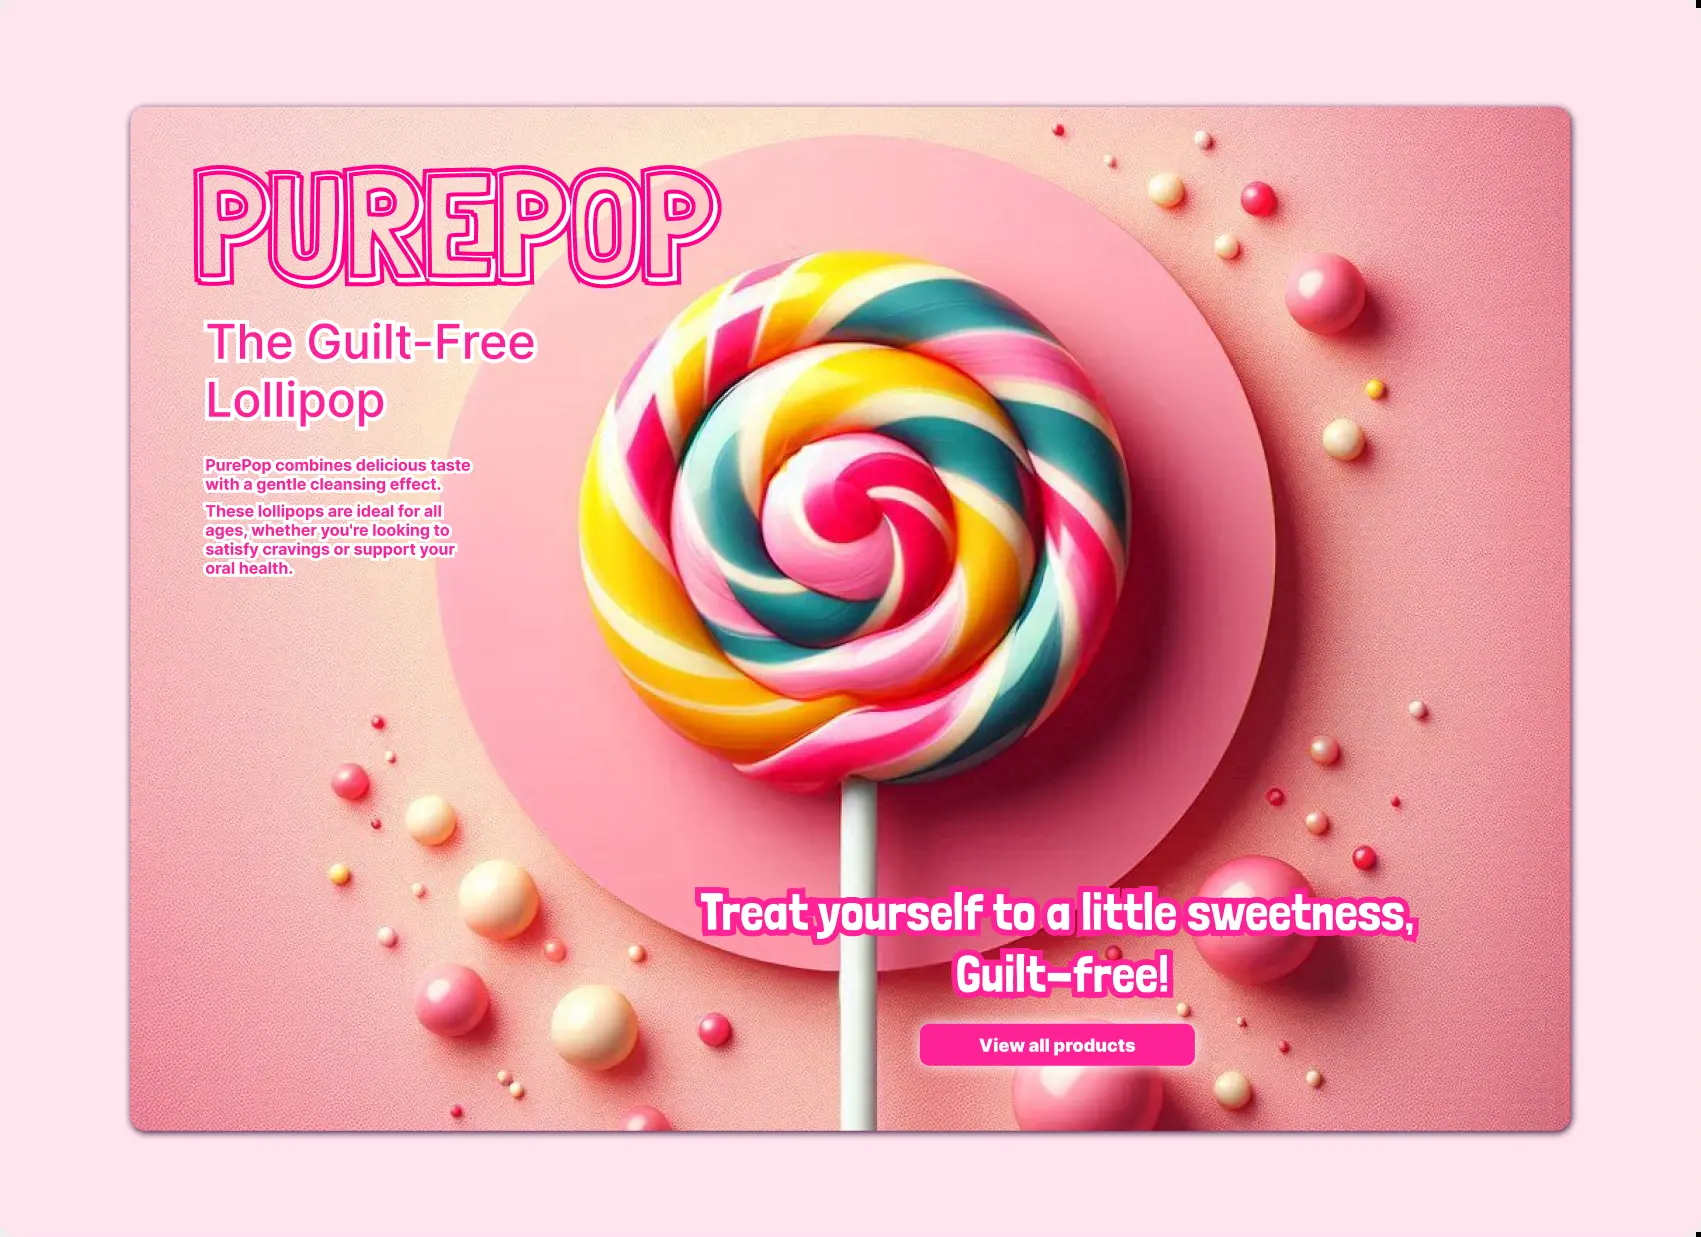 PUREPOP
The Guilt-Free
Lollipop
PurePop combines delicious taste
with a gentle cleansing effect.
These lollipops are ideal for all
ages, whether you're looking to
satisfy cravings or support your
oral health.
Treat yourself to a little sweetness,
Guilt-free!
View all products